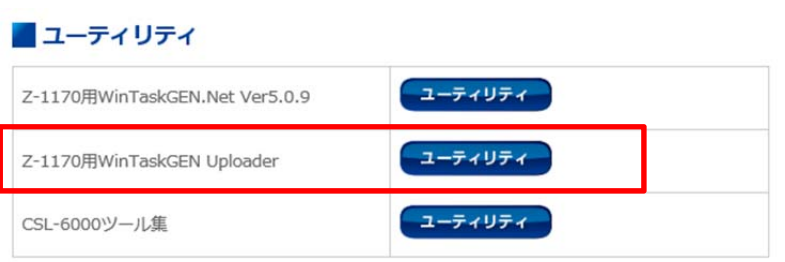 ユーティリティ
Z-1170用WinTaskGEN.Net Ver5.0.9 ユーティリティ
Z-1170用WinTaskGEN Uploader ユーティリティ
CSL-6000ツール集 ユーティリティ